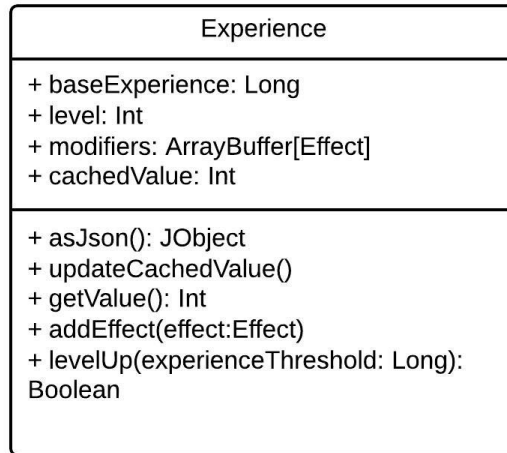 Experience
+ baseExperience: Long
+ level: Int
+ modifiers: ArrayBuffer[Effect]
+ cachedValue: Int
+ asJson(): JObject
+ updateCachedValue()
+ getValue(): Int
+ addEffect(effect:Effect)
+ levelUp(experienceThreshold: Long):
Boolean